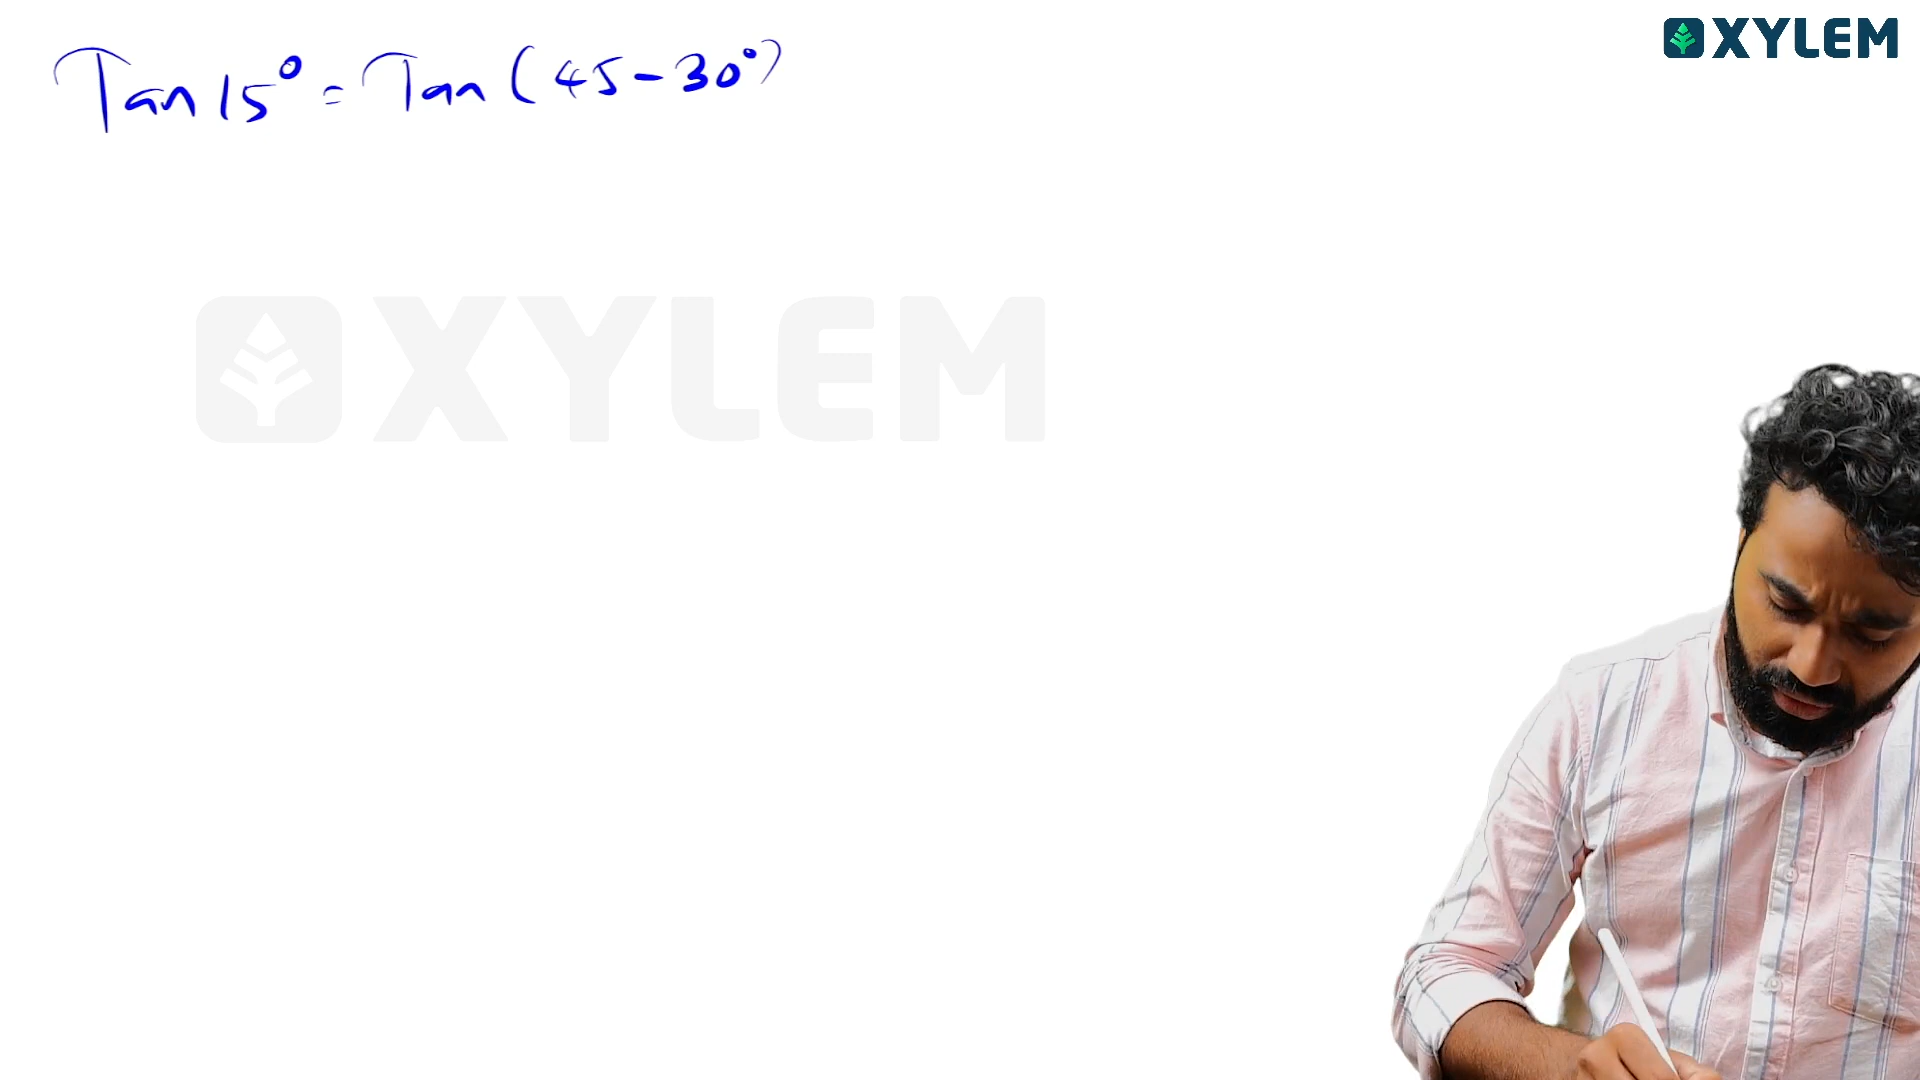 XYLEM
Tan 15° = Tan (45-30°)
XYLEM